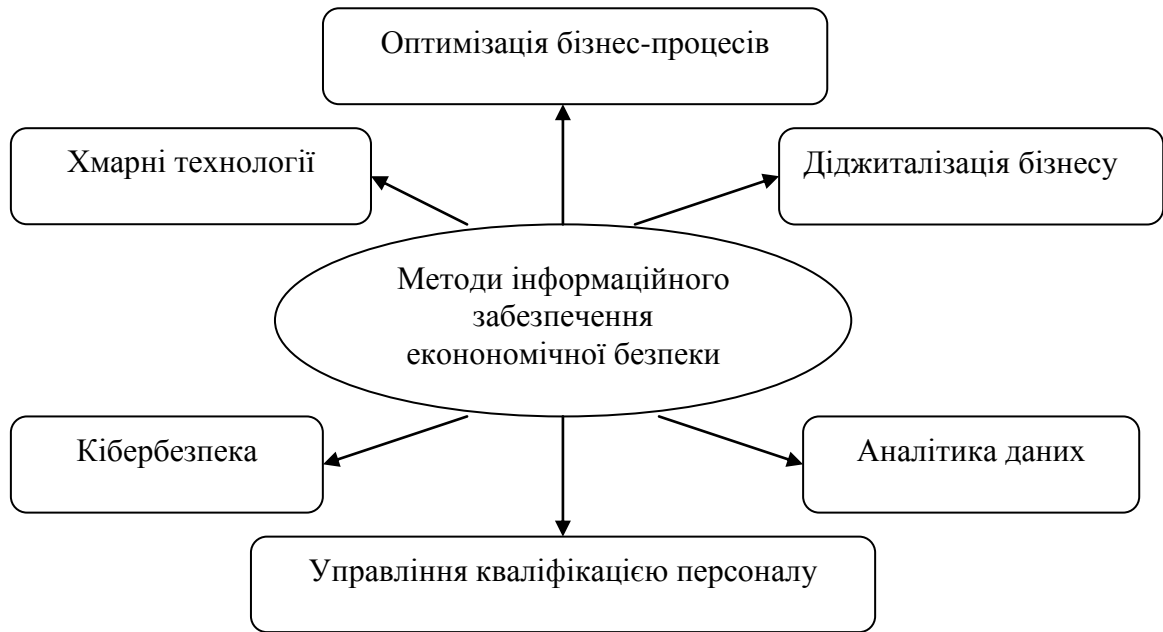 Оптимізація бізнес-процесів
Хмарні технології
Діджиталізація бізнесу
Методи інформаційного
забезпечення
еконономічної безпеки
Кібербезпека
Аналітика даних
Управління кваліфікацією персоналу